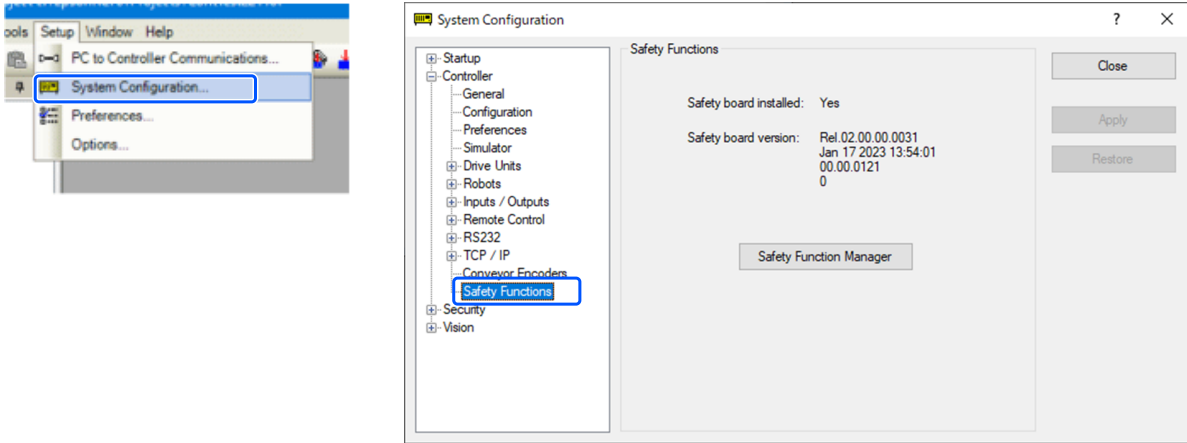 Setup Window Help
PC to Controller Communications...
System Configuration...
Preferences...
Options...
System Configuration
? ×
Startup
Controller
General
Configuration
Preferences
Simulator
Drive Units
Robots
Inputs / Outputs
Remote Control
RS232
TCP / IP
Conveyor Encoders
Safety Functions
Security
Vision
Safety Functions
Safety board installed: Yes
Safety board version: Rel.02.00.00.0031
Jan 17 2023 13:54:01
00.00.0121
0
Safety Function Manager
Close
Apply
Restore